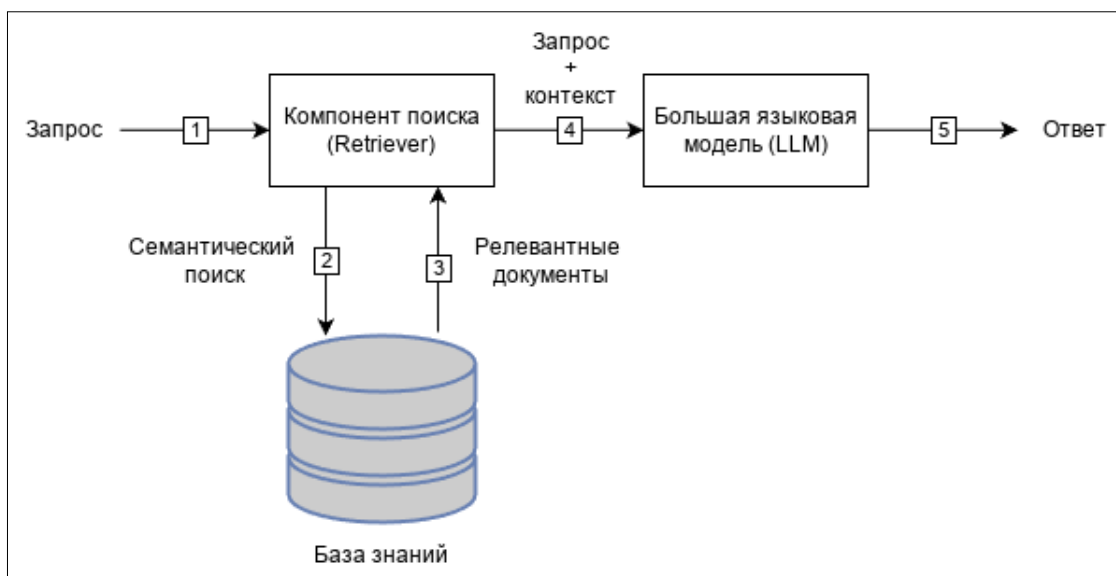 Запрос
1
Компонент поиска
(Retriever)
Запрос
+
контекст
4
Большая языковая
модель (LLM)
5
Ответ
Семантический
поиск
2
3
Релевантные
документы
База знаний